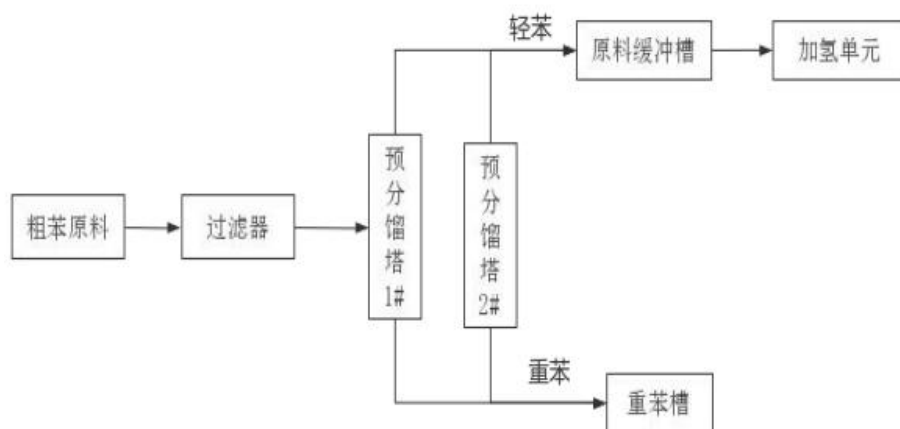 轻苯
原料缓冲槽
加氢单元
粗苯原料
过滤器
预
分
馏
塔
1#
预
分
馏
塔
2#
重苯
重苯槽